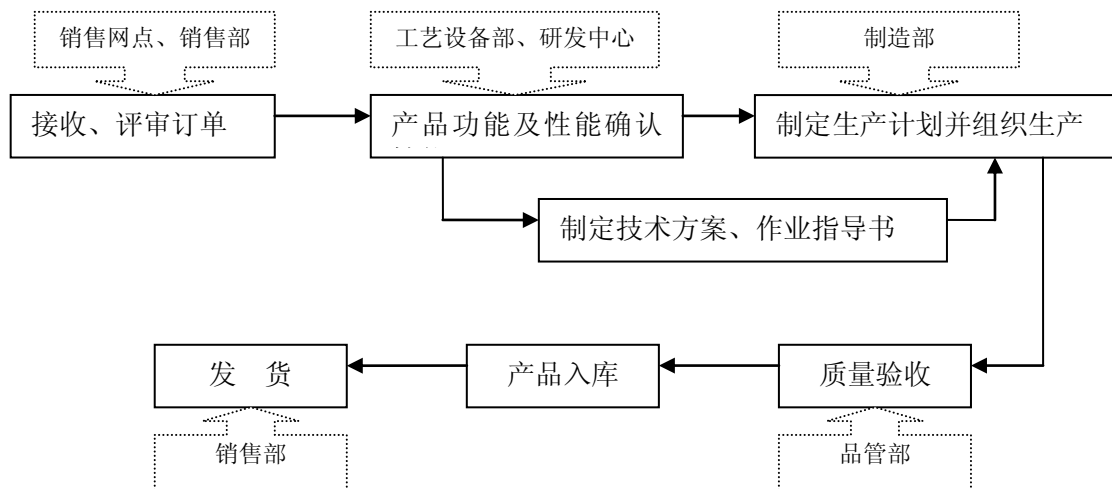 销售网点、销售部
工艺设备部、研发中心
制造部
接收、评审订单
产品功能及性能确认
制定生产计划并组织生产
制定技术方案、作业指导书
发 货
产品入库
质量验收
销售部
品管部